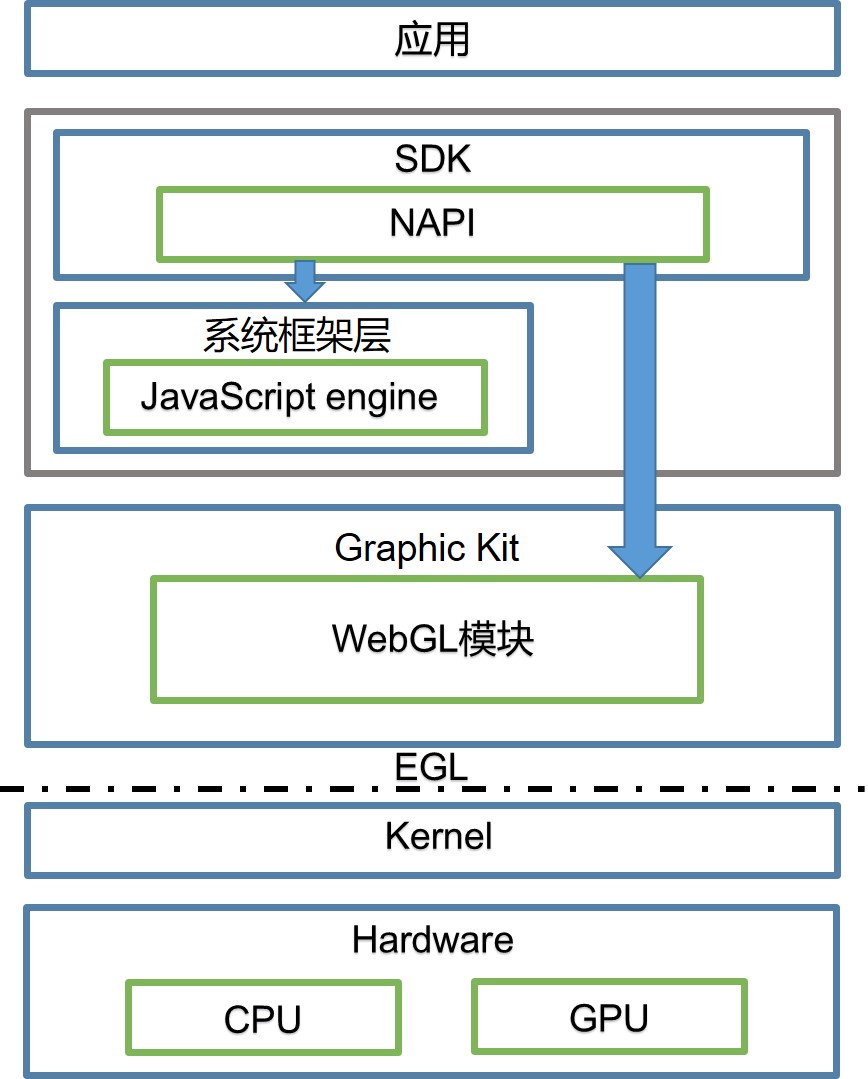 应用
SDK
NAPI
系统框架层
JavaScript engine
Graphic Kit
WebGL模块
EGL
Kernel
Hardware
CPU
GPU